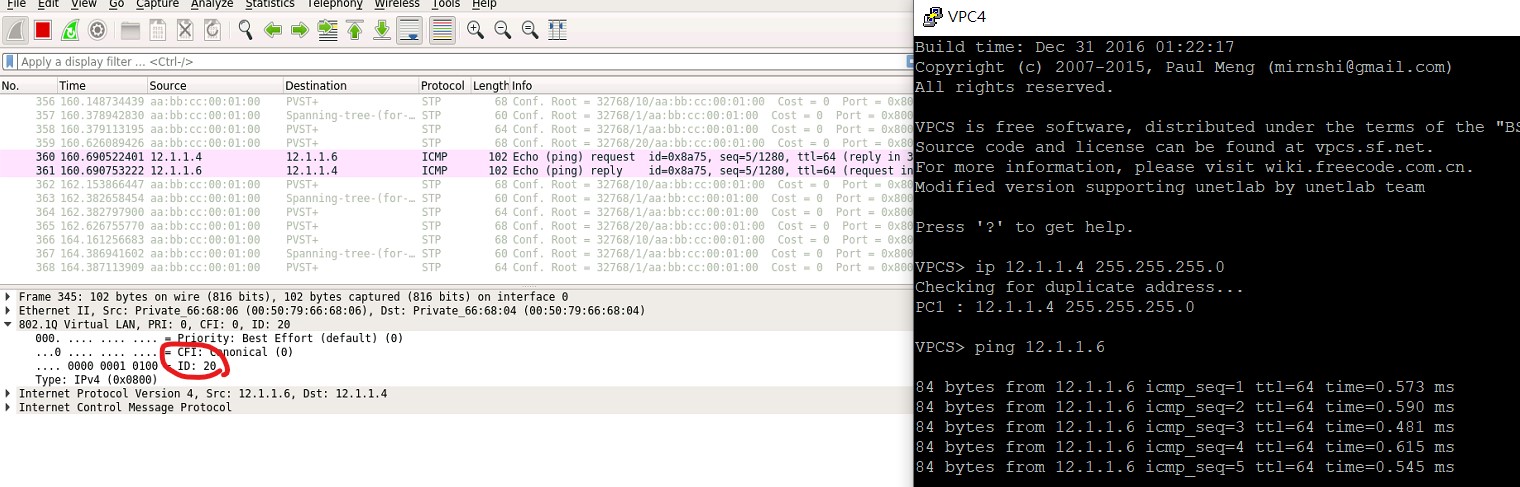 File Edit View Go Capture Analyze Statistics Telephony Wireless Tools Help
Apply a display filter ... <Ctrl-/>
No. Time Source Destination Protocol Length Info
356 160.148734439 aa:bb:cc:00:01:00 PVST+ STP 68 Conf. Root = 32768/10/aa:bb:cc:00:01:00 Cost = 0 Port = 0x80
357 160.378942830 aa:bb:cc:00:01:00 Spanning-tree-(for-… STP 60 Conf. Root = 32768/1/aa:bb:cc:00:01:00 Cost = 0 Port = 0x800
358 160.379113195 aa:bb:cc:00:01:00 PVST+ STP 64 Conf. Root = 32768/1/aa:bb:cc:00:01:00 Cost = 0 Port = 0x800
359 160.626089426 aa:bb:cc:00:01:00 PVST+ STP 68 Conf. Root = 32768/20/aa:bb:cc:00:01:00 Cost = 0 Port = 0x80
360 160.690522401 12.1.1.4 12.1.1.6 ICMP 102 Echo (ping) request id=0x8a75, seq=5/1280, ttl=64 (reply in 3
361 160.690753222 12.1.1.6 12.1.1.4 ICMP 102 Echo (ping) reply id=0x8a75, seq=5/1280, ttl=64 (request in
362 162.153866447 aa:bb:cc:00:01:00 PVST+ STP 68 Conf. Root = 32768/10/aa:bb:cc:00:01:00 Cost = 0 Port = 0x80
363 162.382658454 aa:bb:cc:00:01:00 Spanning-tree-(for-… STP 60 Conf. Root = 32768/1/aa:bb:cc:00:01:00 Cost = 0 Port = 0x800
364 162.382797900 aa:bb:cc:00:01:00 PVST+ STP 64 Conf. Root = 32768/1/aa:bb:cc:00:01:00 Cost = 0 Port = 0x800
365 162.626755770 aa:bb:cc:00:01:00 PVST+ STP 68 Conf. Root = 32768/20/aa:bb:cc:00:01:00 Cost = 0 Port = 0x80
366 164.161256683 aa:bb:cc:00:01:00 PVST+ STP 68 Conf. Root = 32768/10/aa:bb:cc:00:01:00 Cost = 0 Port = 0x80
367 164.386941602 aa:bb:cc:00:01:00 Spanning-tree-(for-… STP 60 Conf. Root = 32768/1/aa:bb:cc:00:01:00 Cost = 0 Port = 0x800
368 164.387113909 aa:bb:cc:00:01:00 PVST+ STP 64 Conf. Root = 32768/1/aa:bb:cc:00:01:00 Cost = 0 Port = 0x800
Frame 345: 102 bytes on wire (816 bits), 102 bytes captured (816 bits) on interface 0
Ethernet II, Src: Private_66:68:06 (00:50:79:66:68:06), Dst: Private_66:68:04 (00:50:79:66:68:04)
802.1Q Virtual LAN, PRI: 0, CFI: 0, ID: 20
000. .... .... .... = Priority: Best Effort (default) (0)
...0 .... .... .... = CFI: Canonical (0)
.... 0000 0001 0100 = ID: 20
Type: IPv4 (0x0800)
Internet Protocol Version 4, Src: 12.1.1.6, Dst: 12.1.1.4
Internet Control Message Protocol
VPC4
Build time: Dec 31 2016 01:22:17
Copyright (c) 2007-2015, Paul Meng (mirnshi@gmail.com)
All rights reserved.
VPCS is free software, distributed under the terms of the "BS
Source code and license can be found at vpcs.sf.net.
For more information, please visit wiki.freecode.com.cn.
Modified version supporting unetlab by unetlab team
Press '?' to get help.
VPCS> ip 12.1.1.4 255.255.255.0
Checking for duplicate address...
PC1 : 12.1.1.4 255.255.255.0
VPCS> ping 12.1.1.6
84 bytes from 12.1.1.6 icmp_seq=1 ttl=64 time=0.573 ms
84 bytes from 12.1.1.6 icmp_seq=2 ttl=64 time=0.590 ms
84 bytes from 12.1.1.6 icmp_seq=3 ttl=64 time=0.481 ms
84 bytes from 12.1.1.6 icmp_seq=4 ttl=64 time=0.615 ms
84 bytes from 12.1.1.6 icmp_seq=5 ttl=64 time=0.545 ms